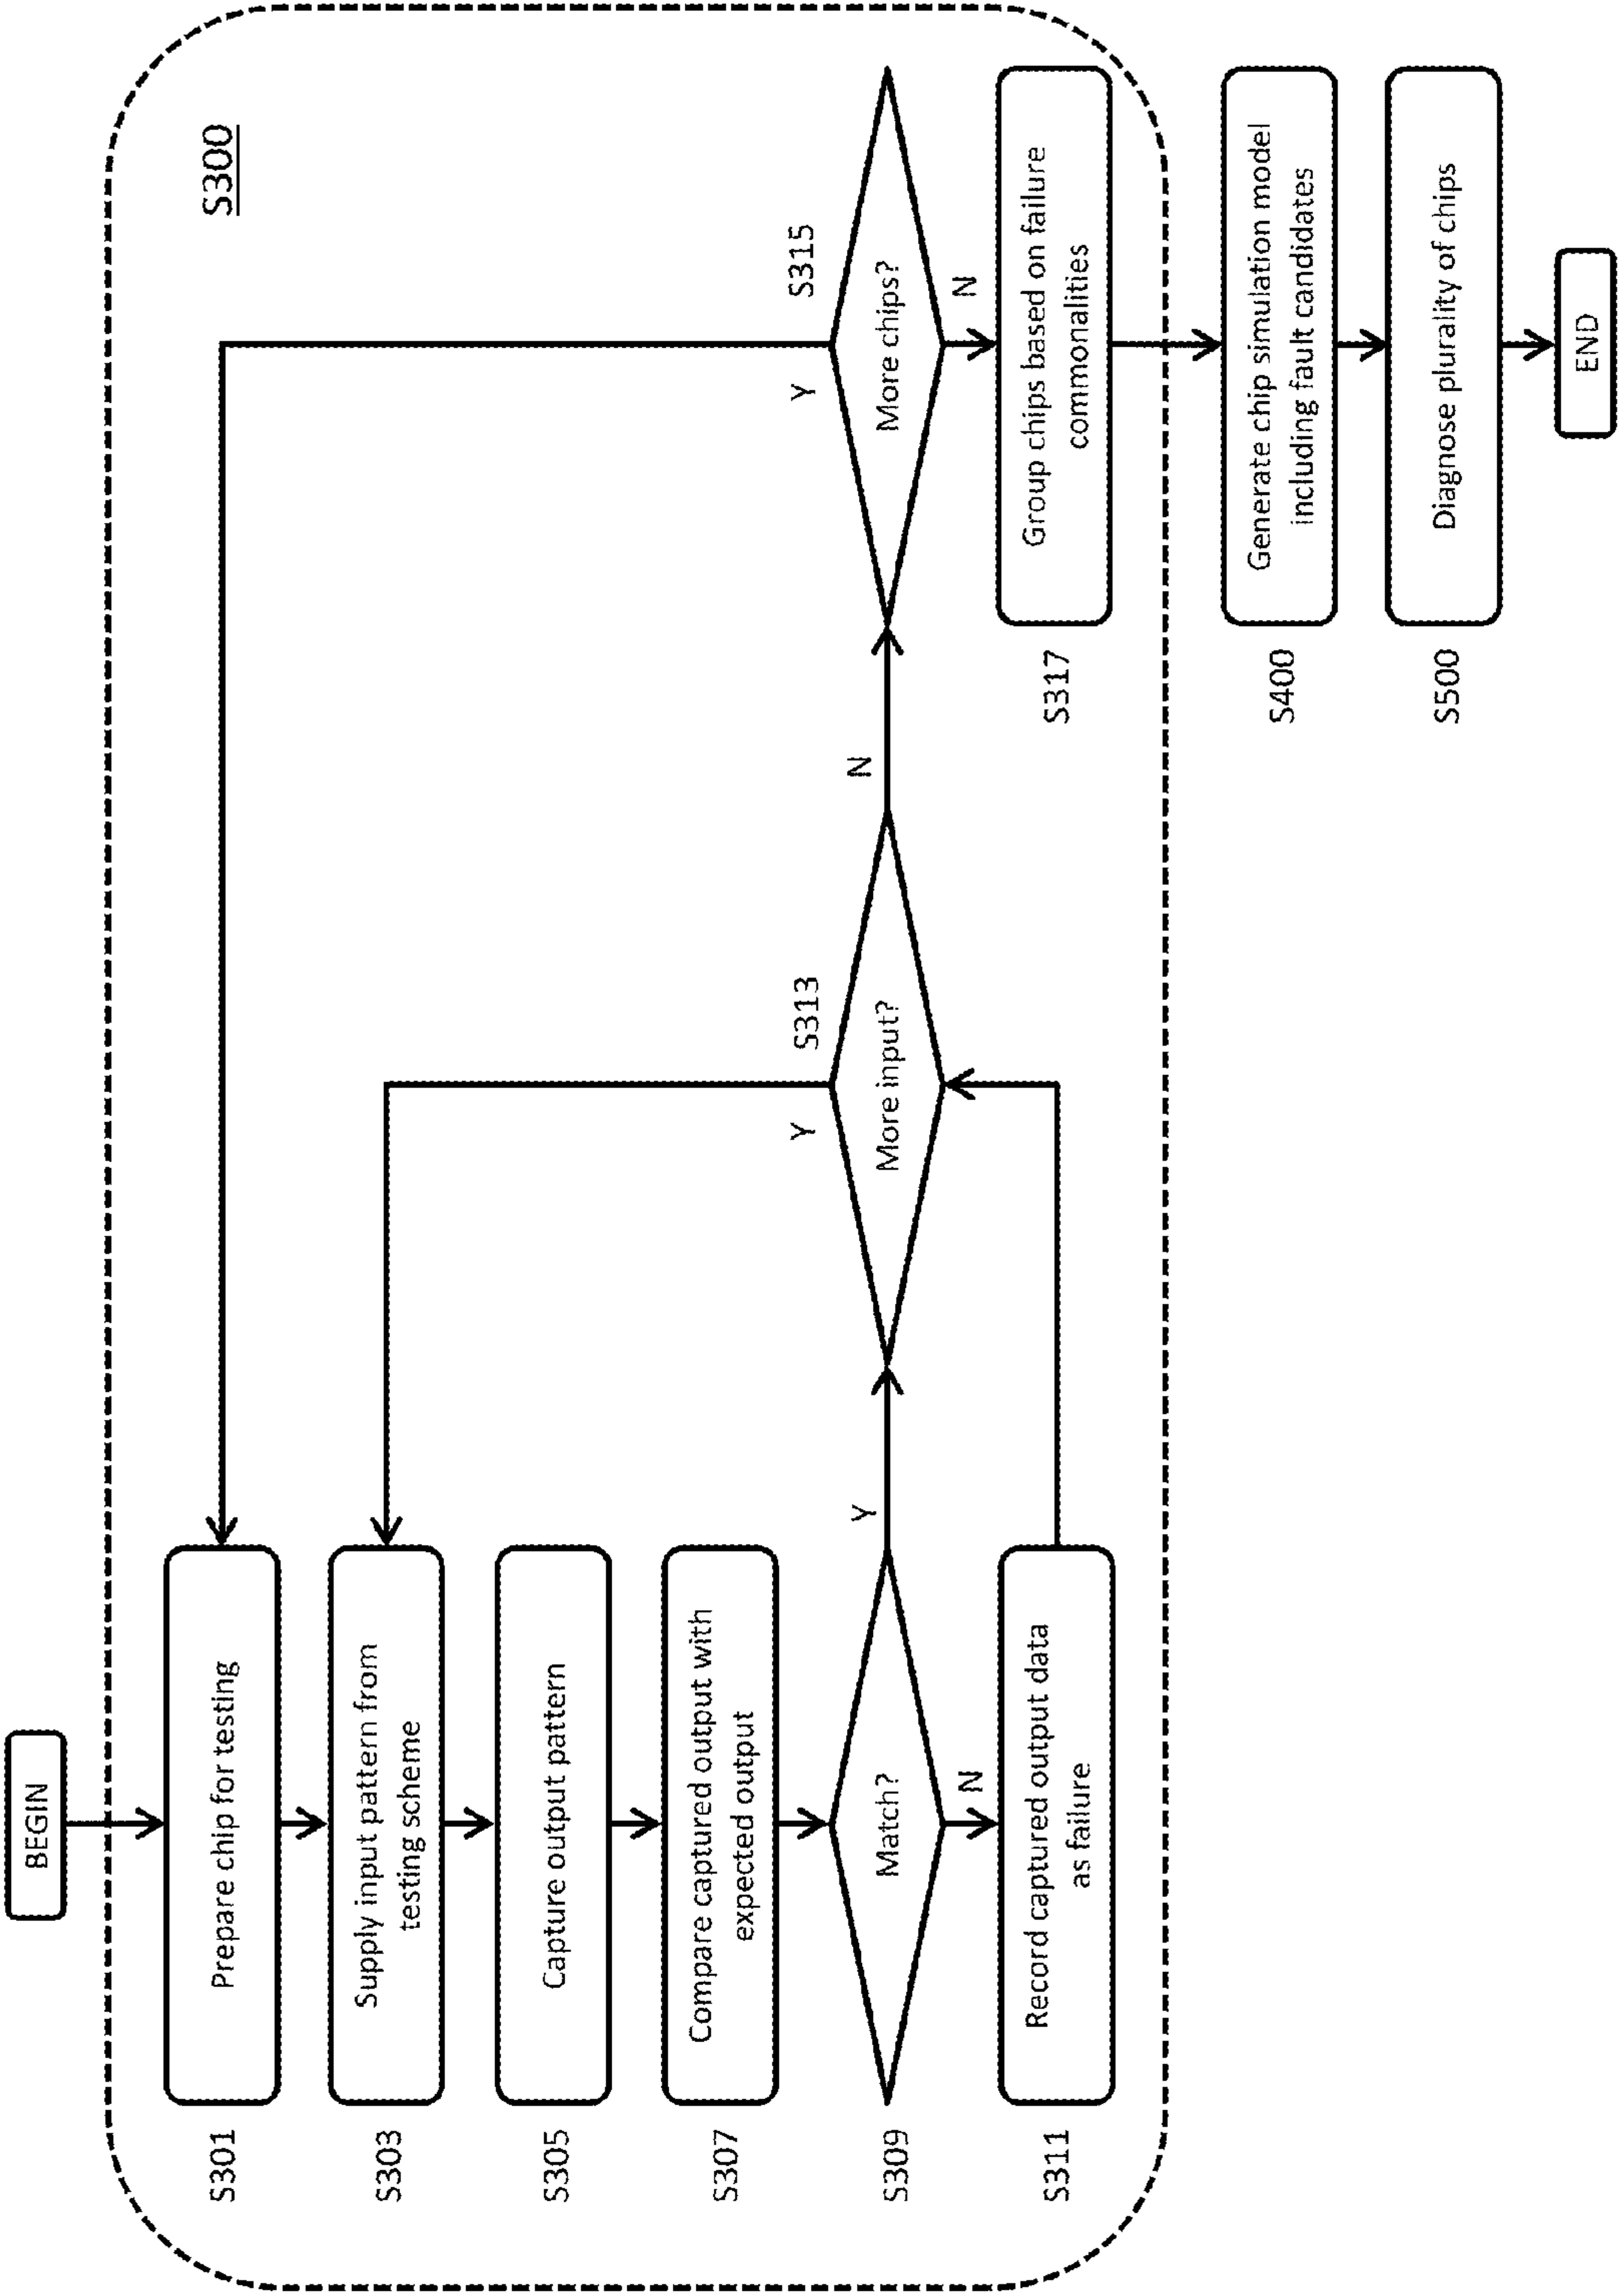 BEGIN
S300
S301
Prepare chip for testing
S303
Supply input pattern from
testing scheme
S305
Capture output pattern
S307
Compare captured output with
expected output
S309
Match?
Y
N
S311
Record captured output data
as failure
S313
More input?
Y
N
S315
More chips?
Y
N
S317
Group chips based on failure
commonalities
S400
Generate chip simulation model
including fault candidates
S500
Diagnose plurality of chips
END